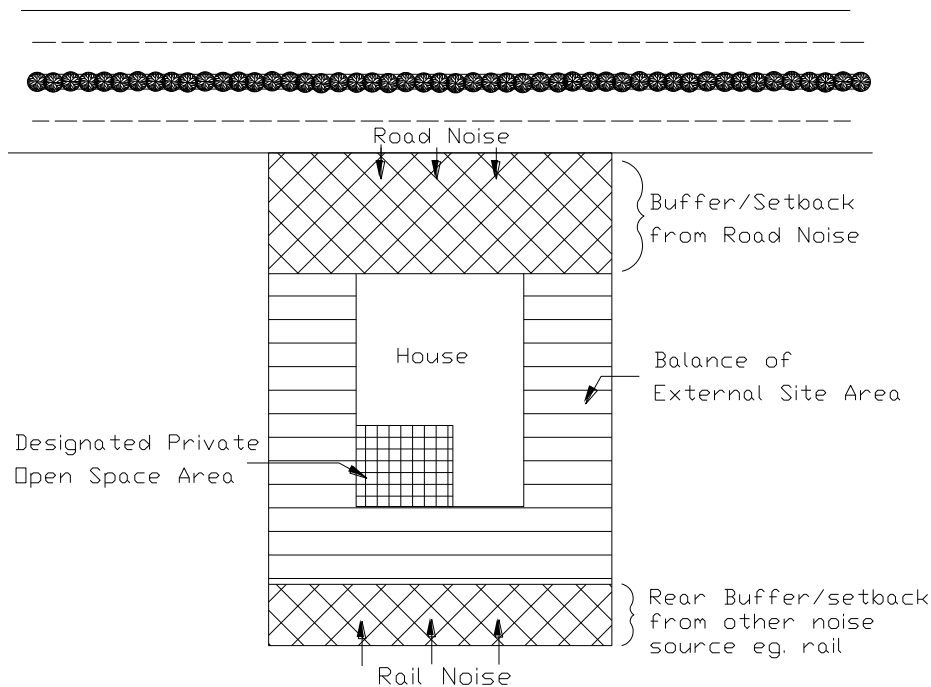 Road Noise
Buffer/Setback
from Road Noise
House
Balance of
External Site Area
Designated Private
Open Space Area
Rear Buffer/setback
from other noise
source eg. rail
Rail Noise